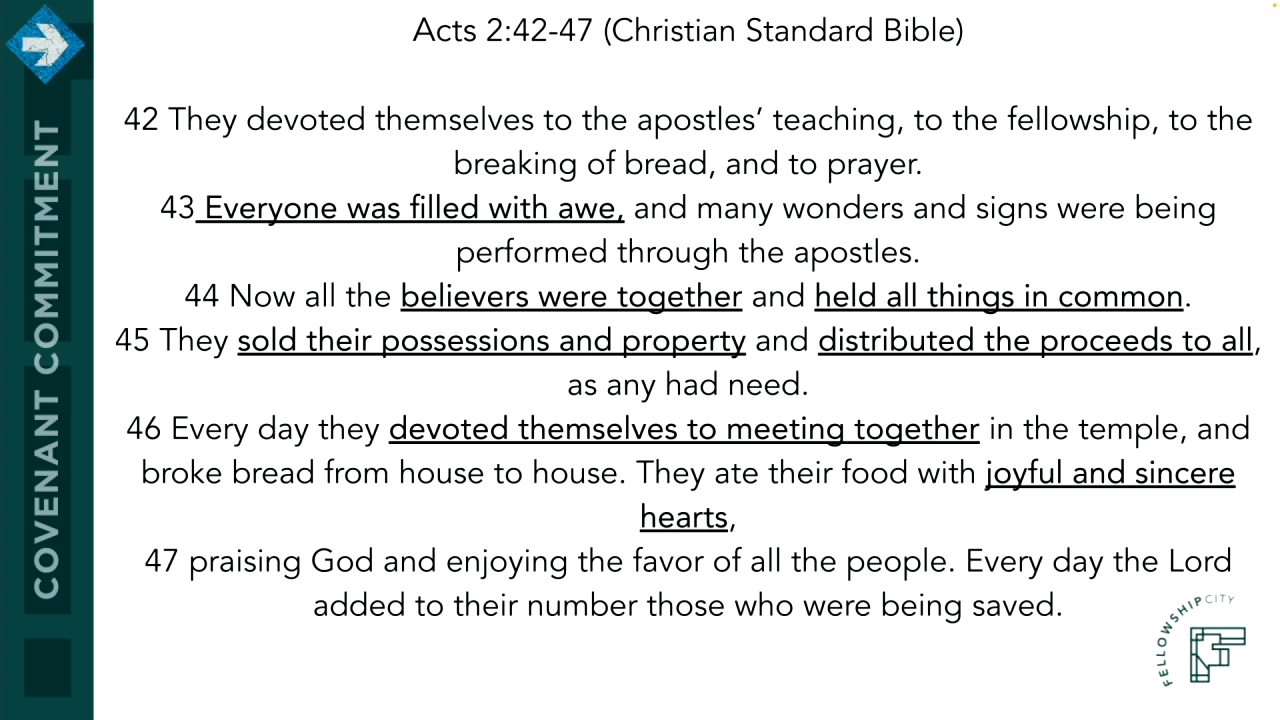 Acts 2:42-47 (Christian Standard Bible)
42 They devoted themselves to the apostles’ teaching, to the fellowship, to the
breaking of bread, and to prayer.
43 Everyone was filled with awe, and many wonders and signs were being
performed through the apostles.
44 Now all the believers were together and held all things in common.
45 They sold their possessions and property and distributed the proceeds to all,
as any had need.
46 Every day they devoted themselves to meeting together in the temple, and
broke bread from house to house. They ate their food with joyful and sincere
hearts,
47 praising God and enjoying the favor of all the people. Every day the Lord
added to their number those who were being saved.
COVENANT COMMITMENT
FELLOWSHIPCITY